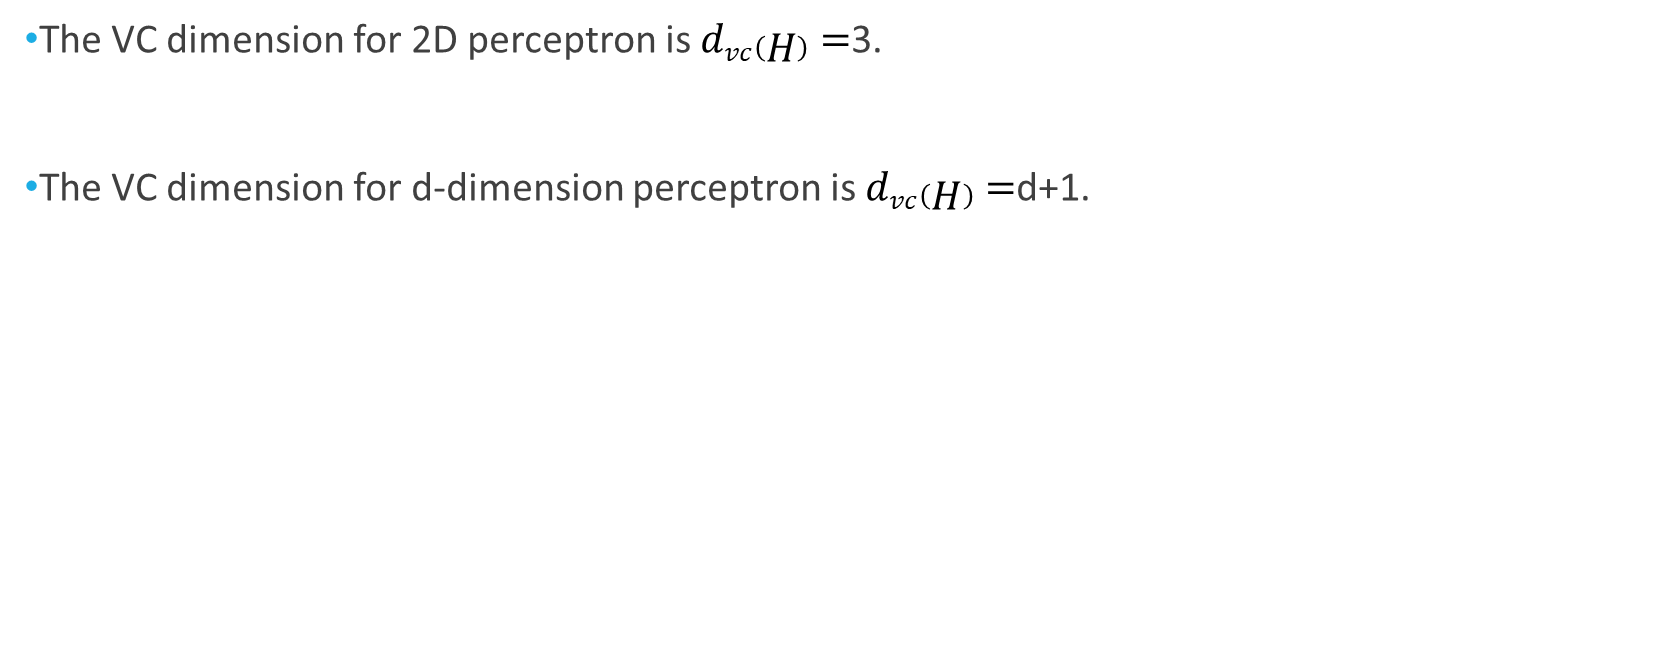 •The VC dimension for 2D perceptron is d_vc(H) =3.
•The VC dimension for d-dimension perceptron is d_vc(H) =d+1.